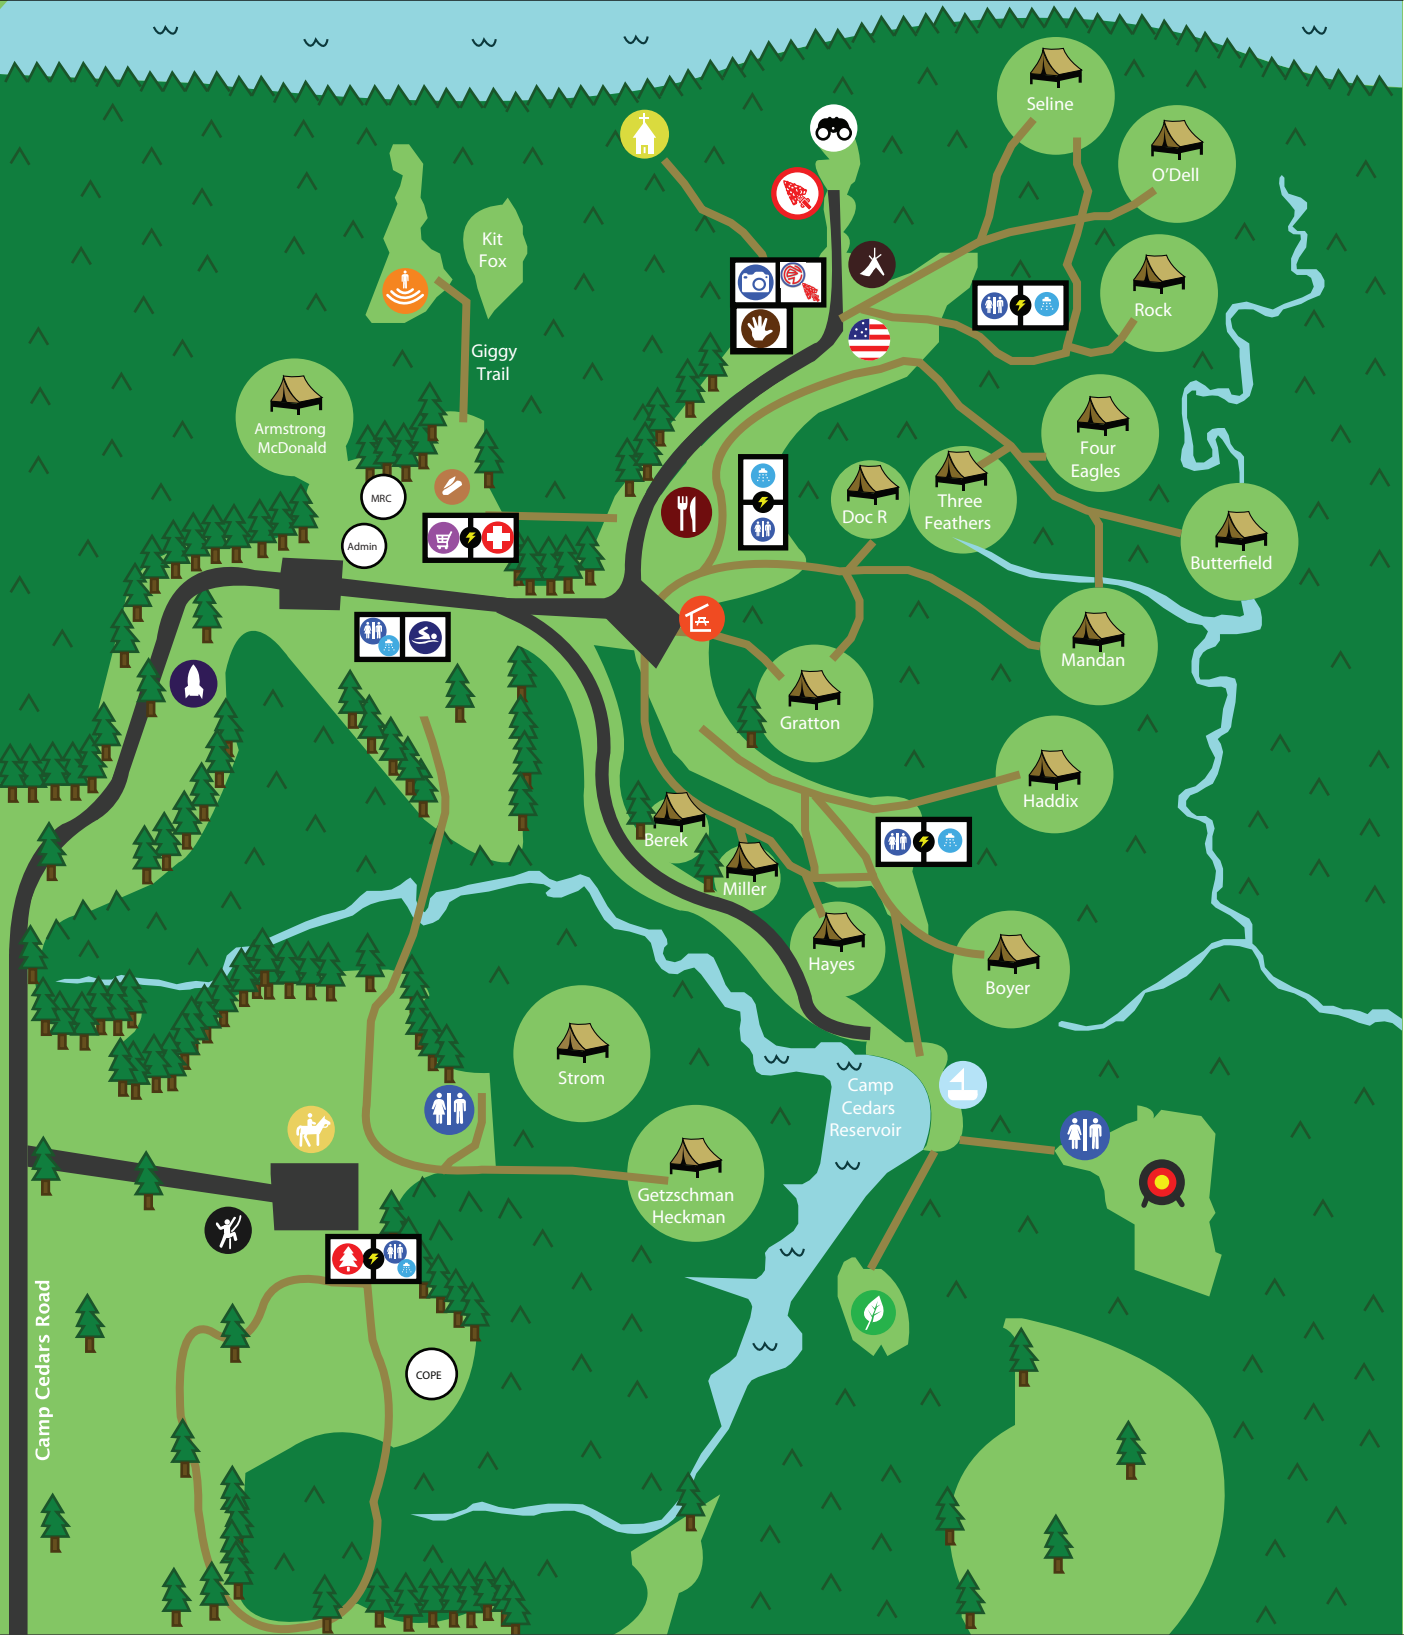 Seline
O'Dell
Kit
Fox
Rock
Giggy
Trail
Armstrong
McDonald
Four
Eagles
MRC
Three
Feathers
Doc R
Admin
Butterfield
Mandan
Gratton
Haddix
Berek
Miller
Hayes
Boyer
Strom
Camp
Cedars
Reservoir
Getzschman
Heckman
Camp Cedars Road
COPE